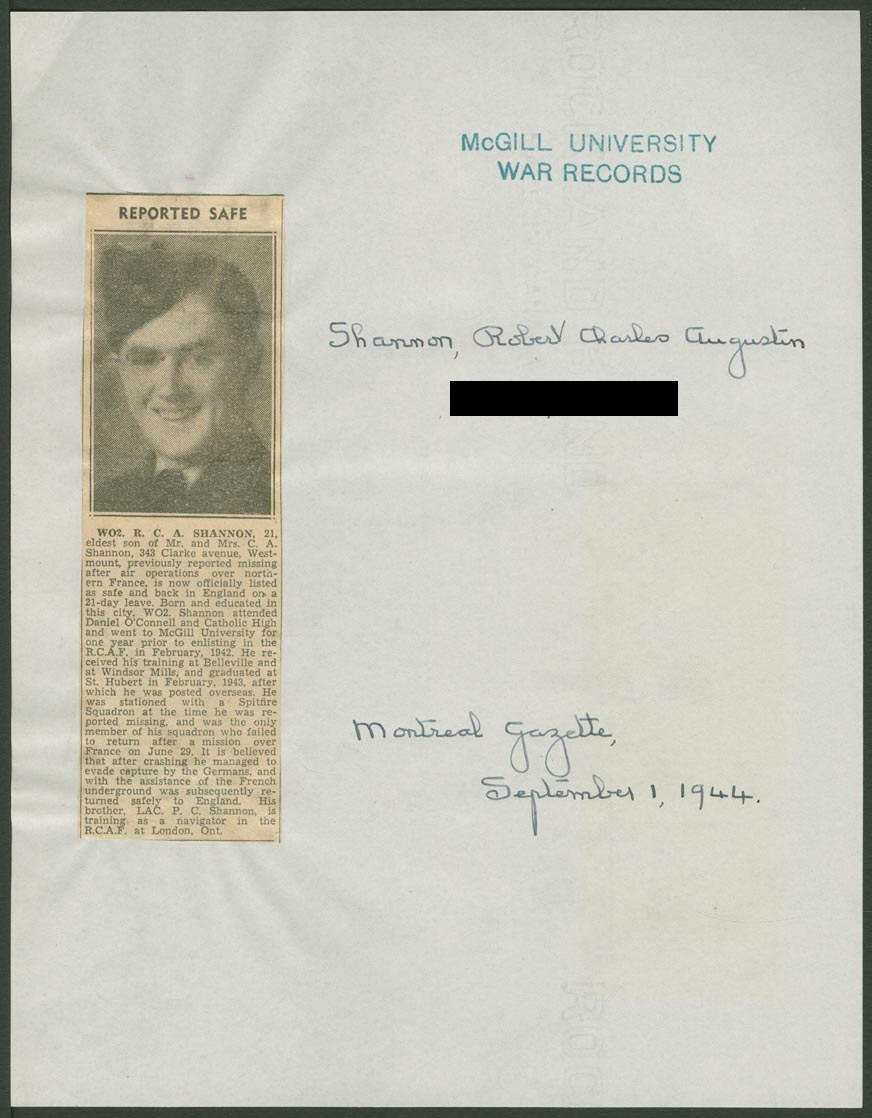 McGILL UNIVERSITY
WAR RECORDS
REPORTED SAFE
Shannon, Robert Charles Augustin
WO2. R. C. A. SHANNON, 21,
eldest son of Mr. and Mrs. C. A.
Shannon, 343 Clarke avenue, West-
mount, previously reported missing
after air operations over north-
ern France, is now officially listed
as safe and back in England on a
21-day leave. Born and educated in
this city, WO2. Shannon attended
Daniel O'Connell and Catholic High
and went to McGill University for
one year prior to enlisting in the
R.C.A.F. in February, 1942. He re-
ceived his training at Belleville and
at Windsor Mills, and graduated at
St. Hubert in February, 1943, after
which he was posted overseas. He
was stationed with a Spitfire
Squadron at the time he was re-
ported missing, and was the only
member of his squadron who failed
to return after a mission over
France on June 29. It is believed
that after crashing he managed to
evade capture by the Germans, and
with the assistance of the French
underground was subsequently re-
turned safely to England. His
brother, LAC. P. C. Shannon, is
training as a navigator in the
R.C.A.F. at London, Ont.
Montreal Gazette,
September 1, 1944.